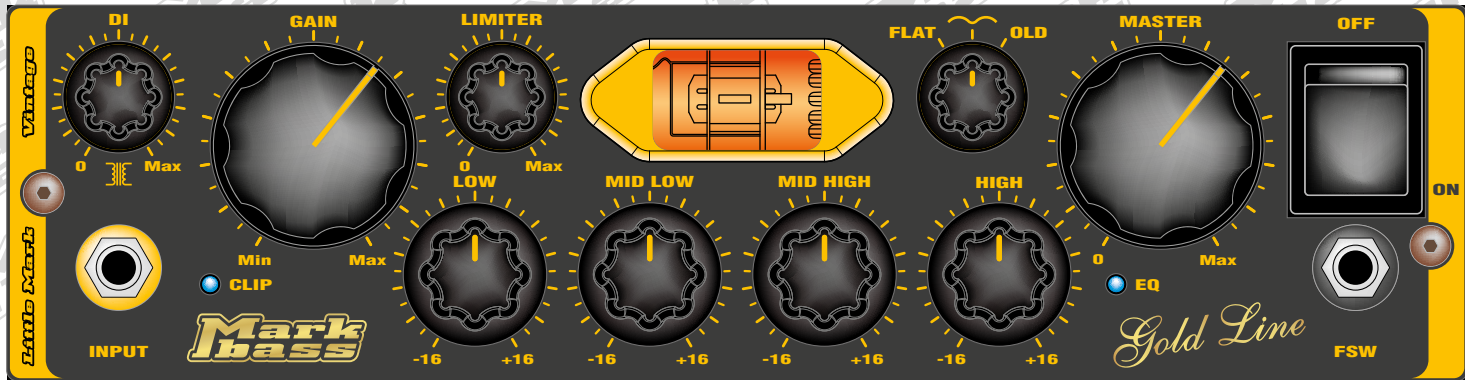 DI
GAIN
LIMITER
FLAT
OLD
MASTER
OFF
Vintage
0
Max
0
Max
LOW
MID LOW
MID HIGH
HIGH
ON
Min
Max
0
Max
Little Mark
CLIP
EQ
INPUT
Mark
bass
-16
+16
-16
+16
-16
+16
-16
+16
Gold Line
FSW